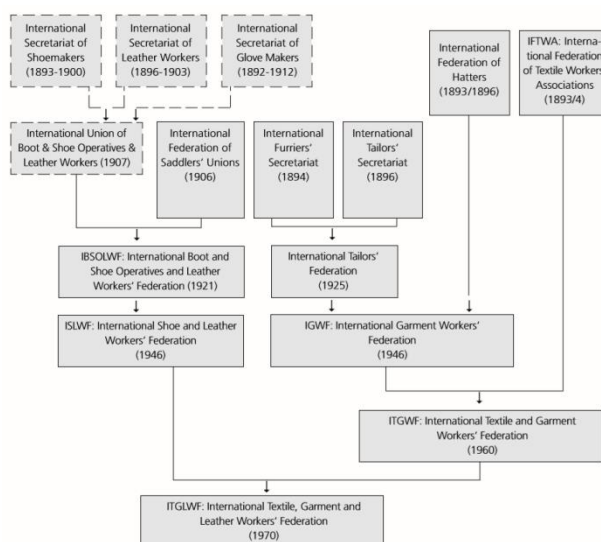 International
Secretariat of
Shoemakers
(1893-1900)
International
Secretariat of
Leather Workers
(1896-1903)
International
Secretariat of
Glove Makers
(1892-1912)
International
Federation of
Hatters
(1893/1896)
IFTWA: Interna-
tional Federation
of Textile Workers'
Associations
(1893/4)
International Union of
Boot & Shoe Operatives &
Leather Workers (1907)
International
Federation of
Saddlers' Unions
(1906)
International
Furriers'
Secretariat
(1894)
International
Tailors'
Secretariat
(1896)
IBSOLWF: International Boot and
Shoe Operatives and Leather
Workers' Federation (1921)
International Tailors'
Federation
(1925)
ISLWF: International Shoe and Leather
Workers' Federation
(1946)
IGWF: International Garment Workers'
Federation
(1946)
ITGWF: International Textile and Garment
Workers' Federation
(1960)
ITGLWF: International Textile, Garment and
Leather Workers' Federation
(1970)